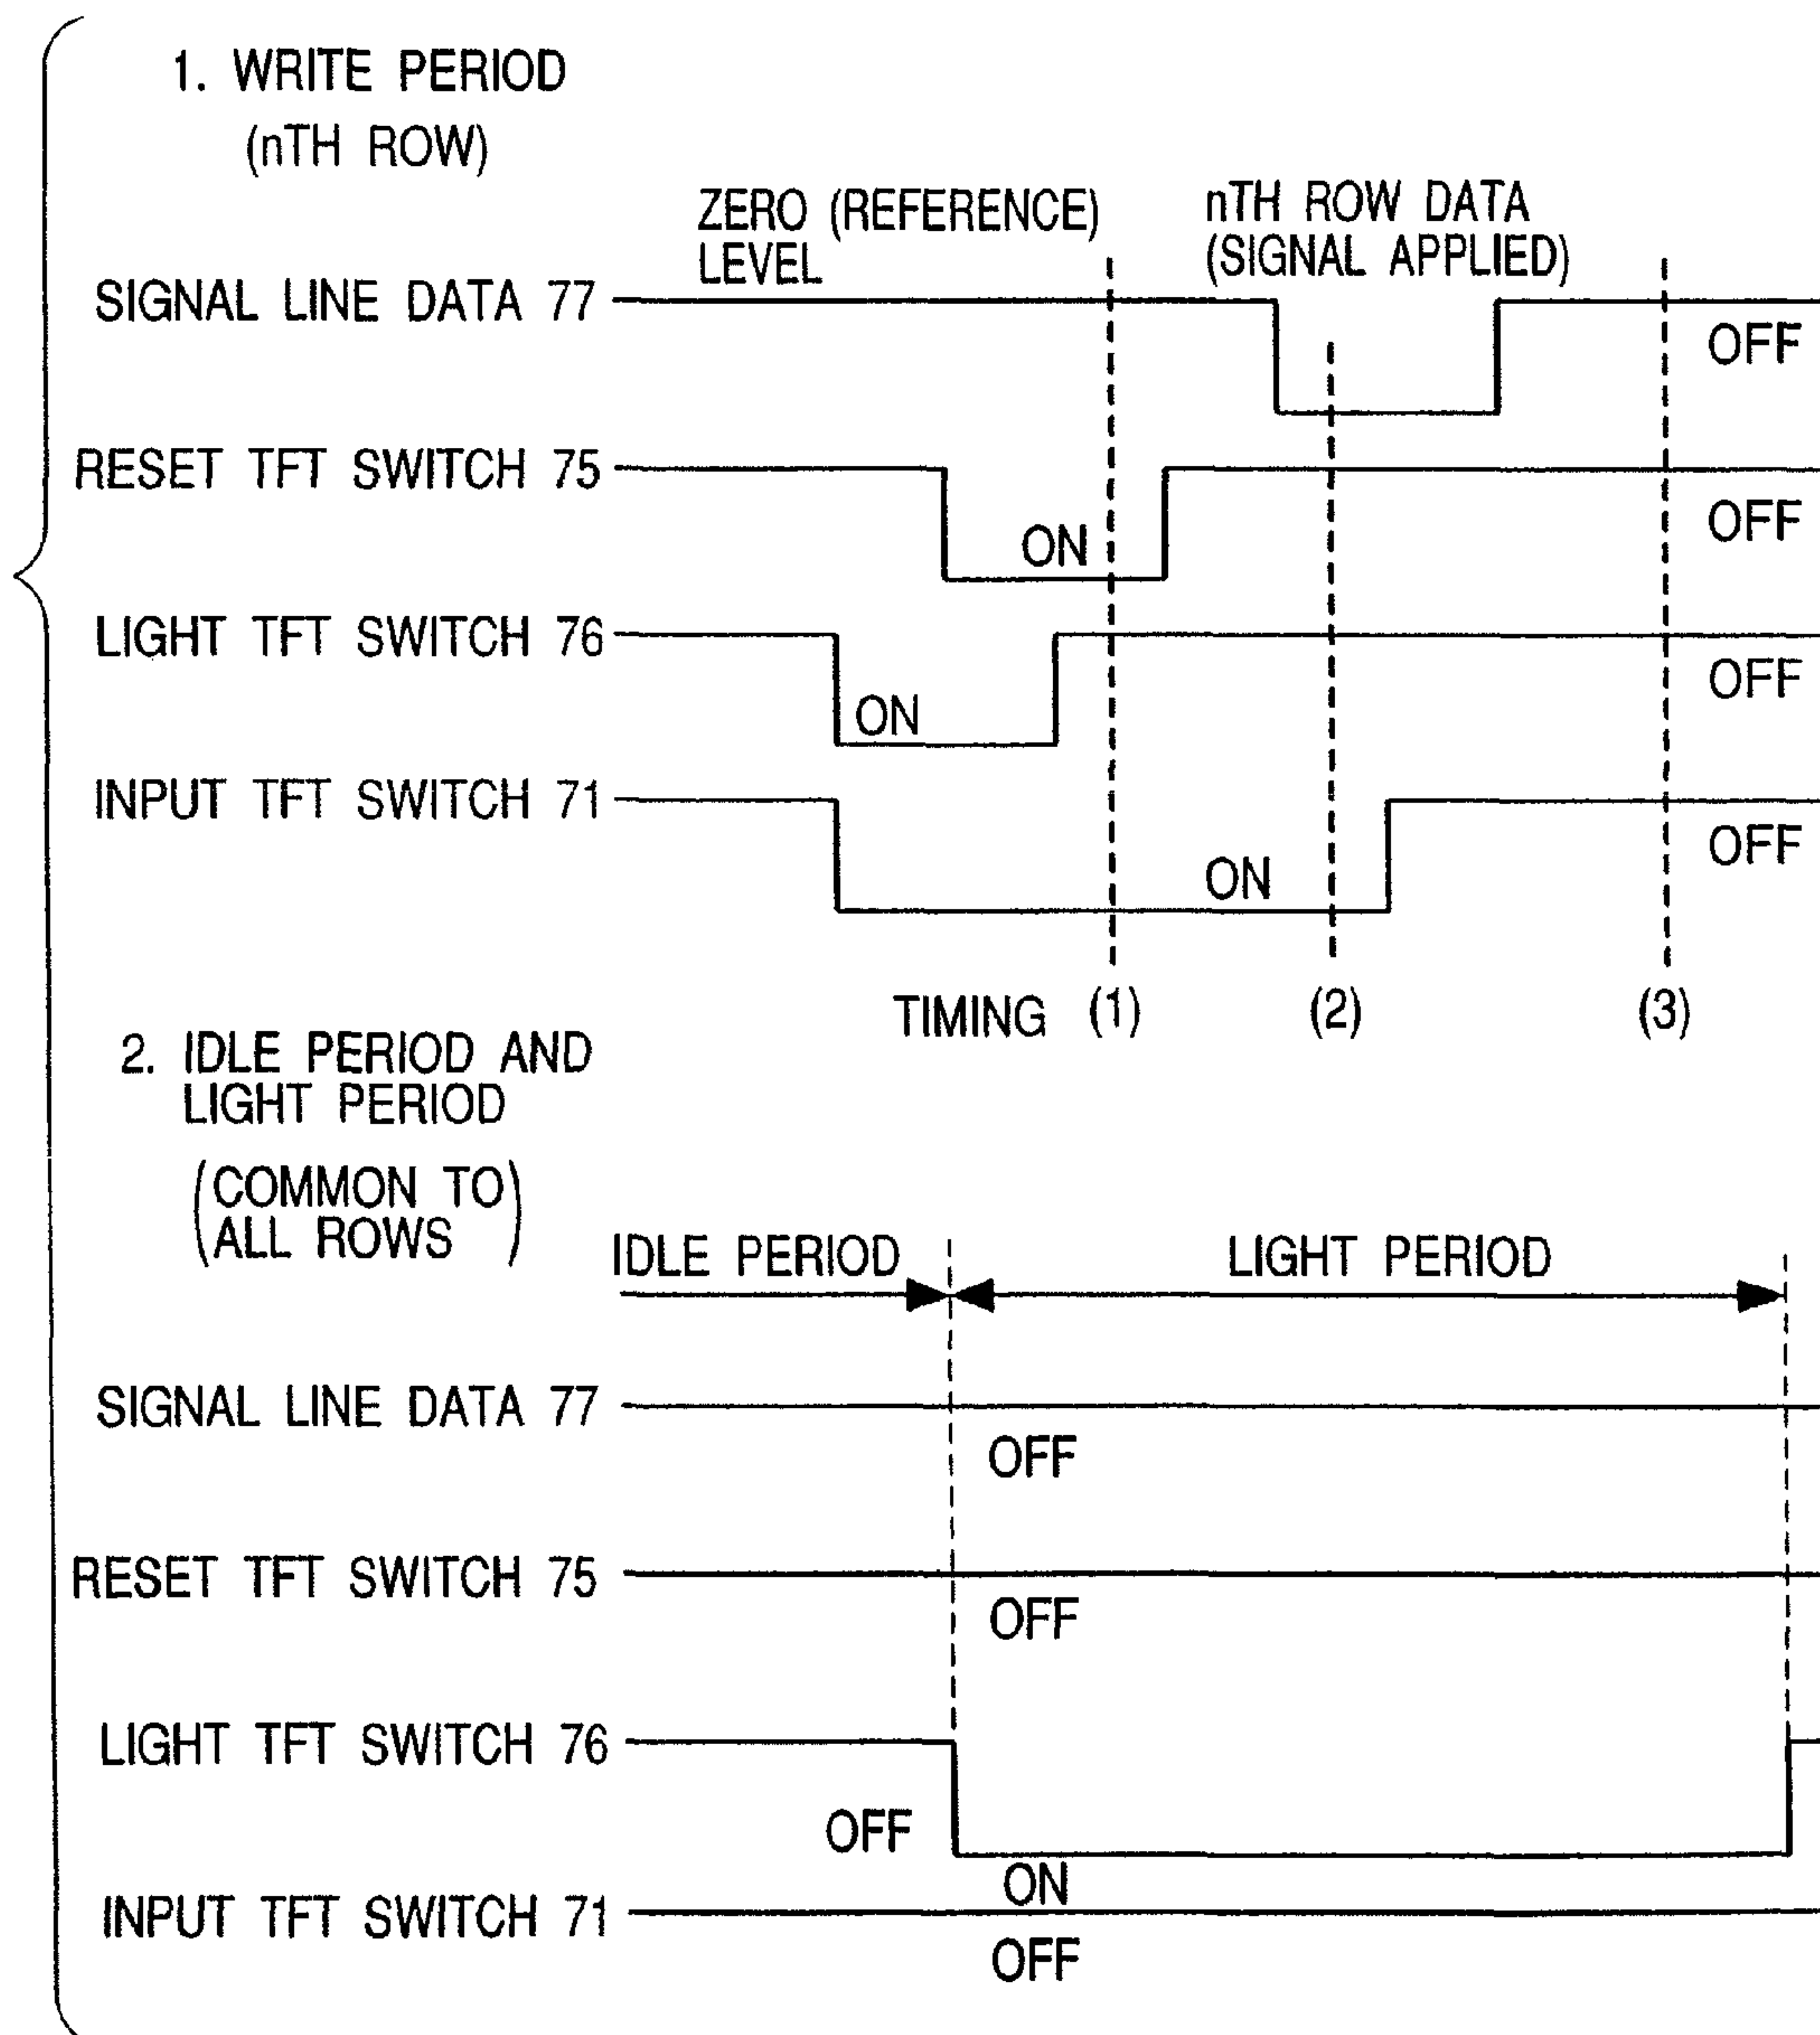 1. WRITE PERIOD
(nTH ROW)
ZERO (REFERENCE)
LEVEL
nTH ROW DATA
(SIGNAL APPLIED)
SIGNAL LINE DATA 77
OFF
RESET TFT SWITCH 75
ON
OFF
LIGHT TFT SWITCH 76
ON
OFF
INPUT TFT SWITCH 71
ON
OFF
TIMING (1) (2) (3)
2. IDLE PERIOD AND
LIGHT PERIOD
(COMMON TO
ALL ROWS)
IDLE PERIOD LIGHT PERIOD
SIGNAL LINE DATA 77
OFF
RESET TFT SWITCH 75
OFF
LIGHT TFT SWITCH 76
OFF
ON
INPUT TFT SWITCH 71
OFF